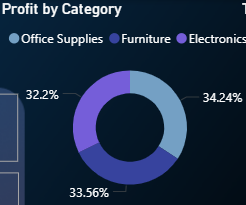 Profit by Category
Office Supplies Furniture Electronics
32.2%
34.24%
33.56%